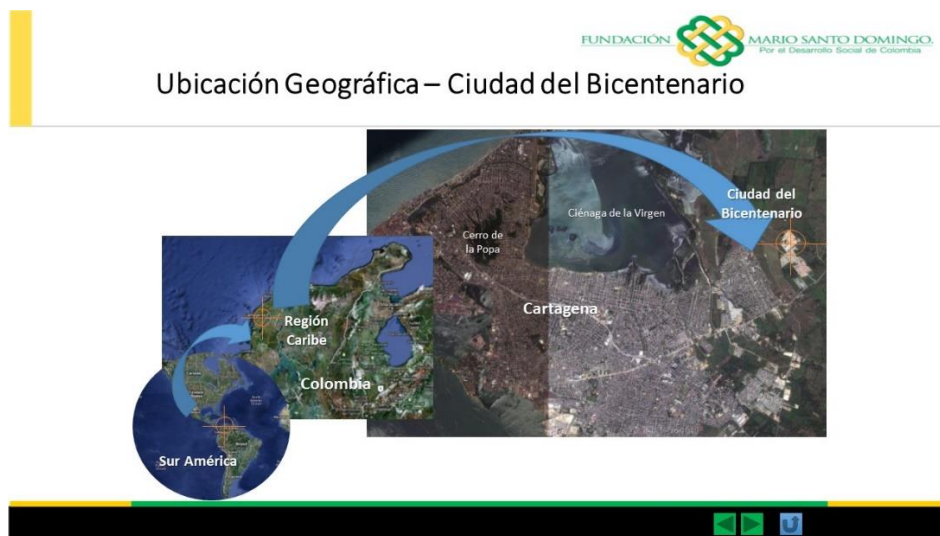 FUNDACIÓN MARIO SANTO DOMINGO.
Por el Desarrollo Social de Colombia
Ubicación Geográfica – Ciudad del Bicentenario
Ciudad del
Bicentenario
Ciénaga de la Virgen
Cerro de
la Popa
Cartagena
Región
Caribe
Colombia
Sur América